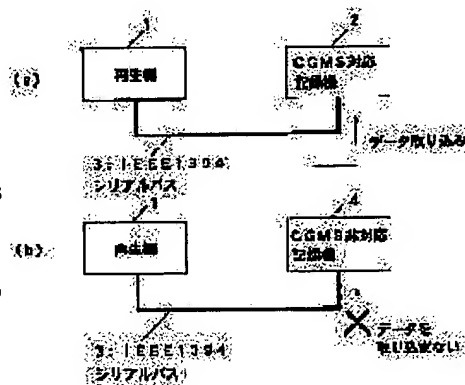 1
2
(a)
再生機
CGMS対応
記録機
データ取り込み
3:IEEE1394
シリアルバス
1
4
(b)
再生機
CGMS非対応
記録機
データを
取り込まない
3:IEEE1394
シリアルバス